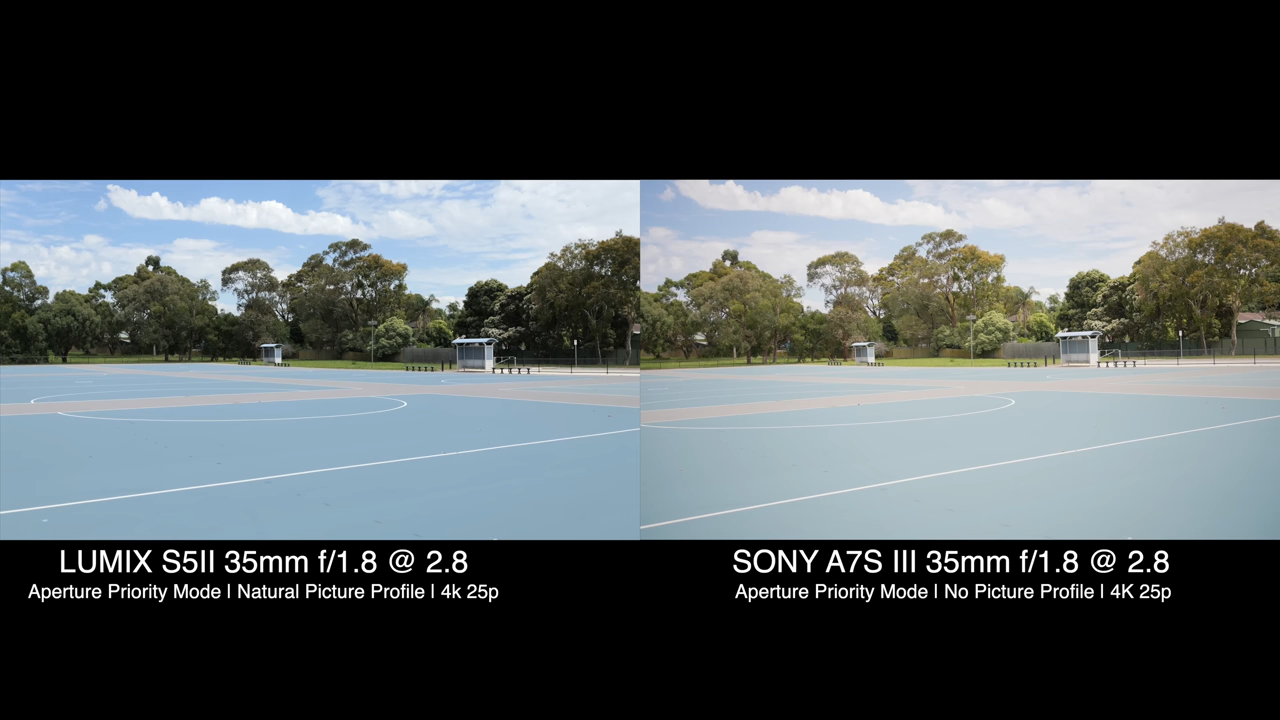 LUMIX S5II 35mm f/1.8 @ 2.8
Aperture Priority Mode | Natural Picture Profile | 4k 25p
SONY A7S III 35mm f/1.8 @ 2.8
Aperture Priority Mode | No Picture Profile | 4K 25p